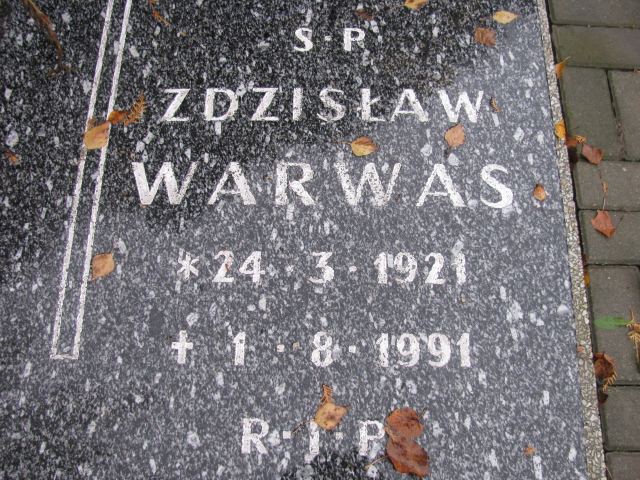 S·P
ZDZISŁAW
WARWAS
*24·3·1921
✝1·8·1991
R·I·P